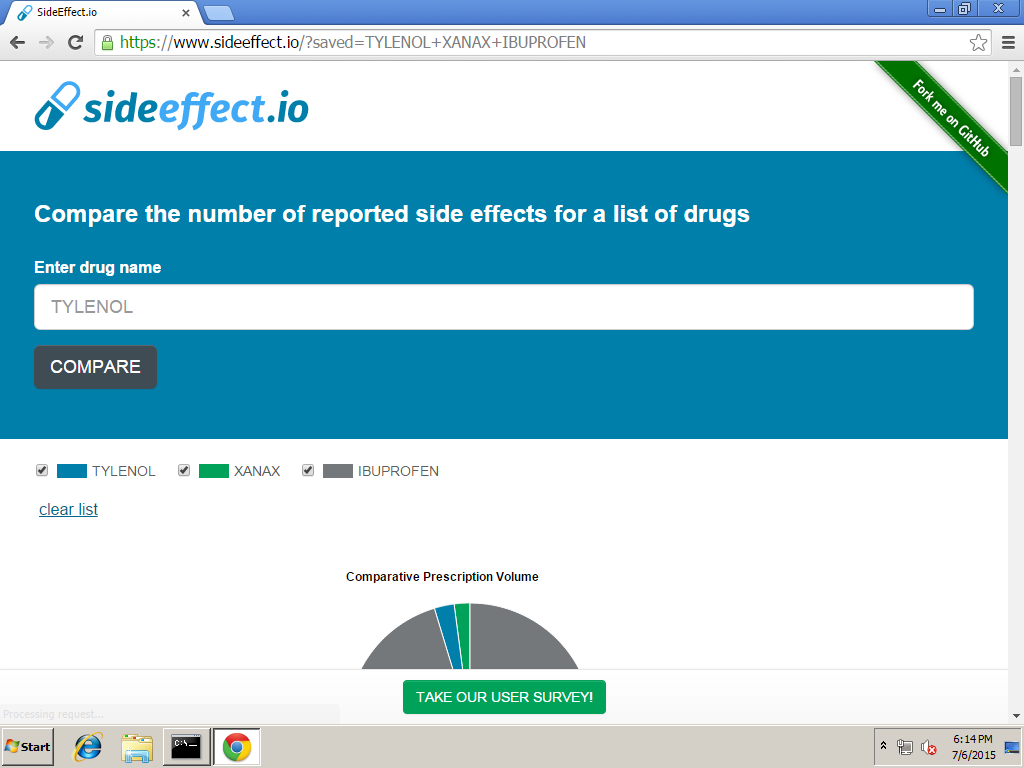 SideEffect.io
https://www.sideeffect.io/?saved=TYLENOL+XANAX+IBUPROFEN
sideeffect.io
Fork me on GitHub
Compare the number of reported side effects for a list of drugs
Enter drug name
TYLENOL
COMPARE
TYLENOL XANAX IBUPROFEN
clear list
Comparative Prescription Volume
TAKE OUR USER SURVEY!
Processing request...
Start
C:\
6:14 PM
7/6/2015